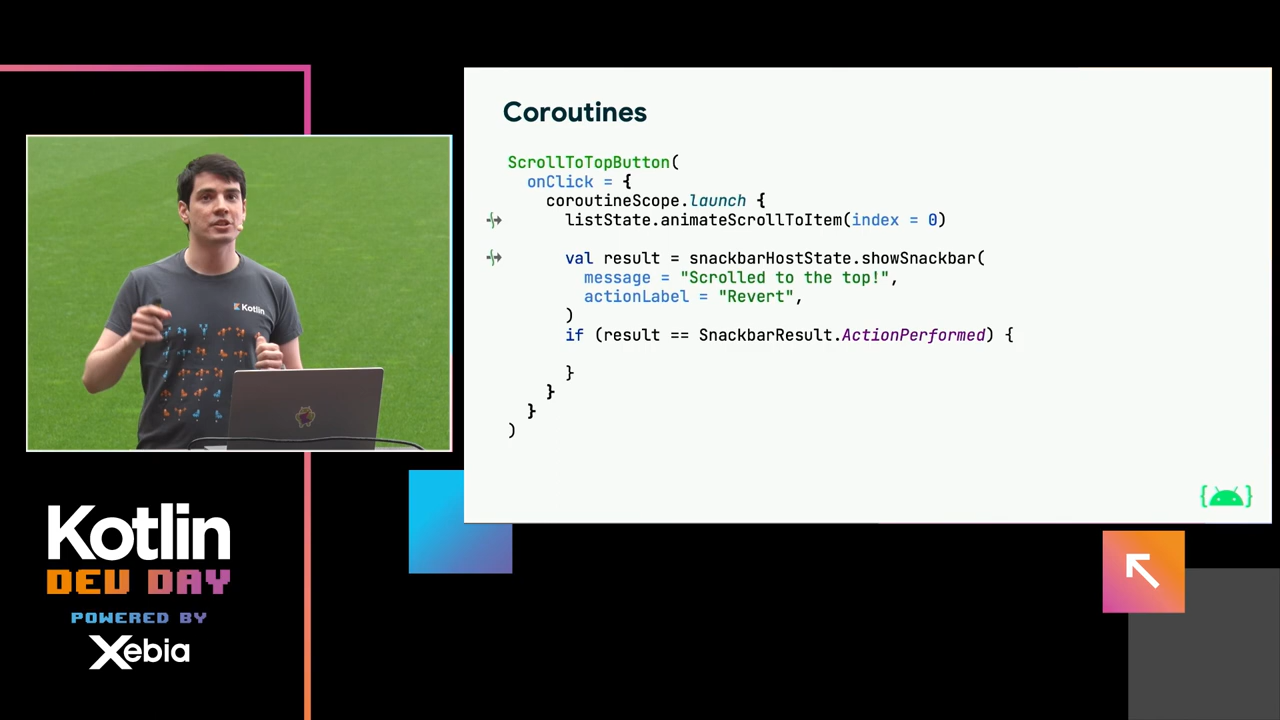 Coroutines
ScrollToTopButton(
onClick = {
coroutineScope.launch {
listState.animateScrollToItem(index = 0)
val result = snackbarHostState.showSnackbar(
message = "Scrolled to the top!",
actionLabel = "Revert",
)
if (result == SnackbarResult.ActionPerformed) {
}
}
}
)
Kotlin
Kotlin
DEV DAY
POWERED BY
Xebia